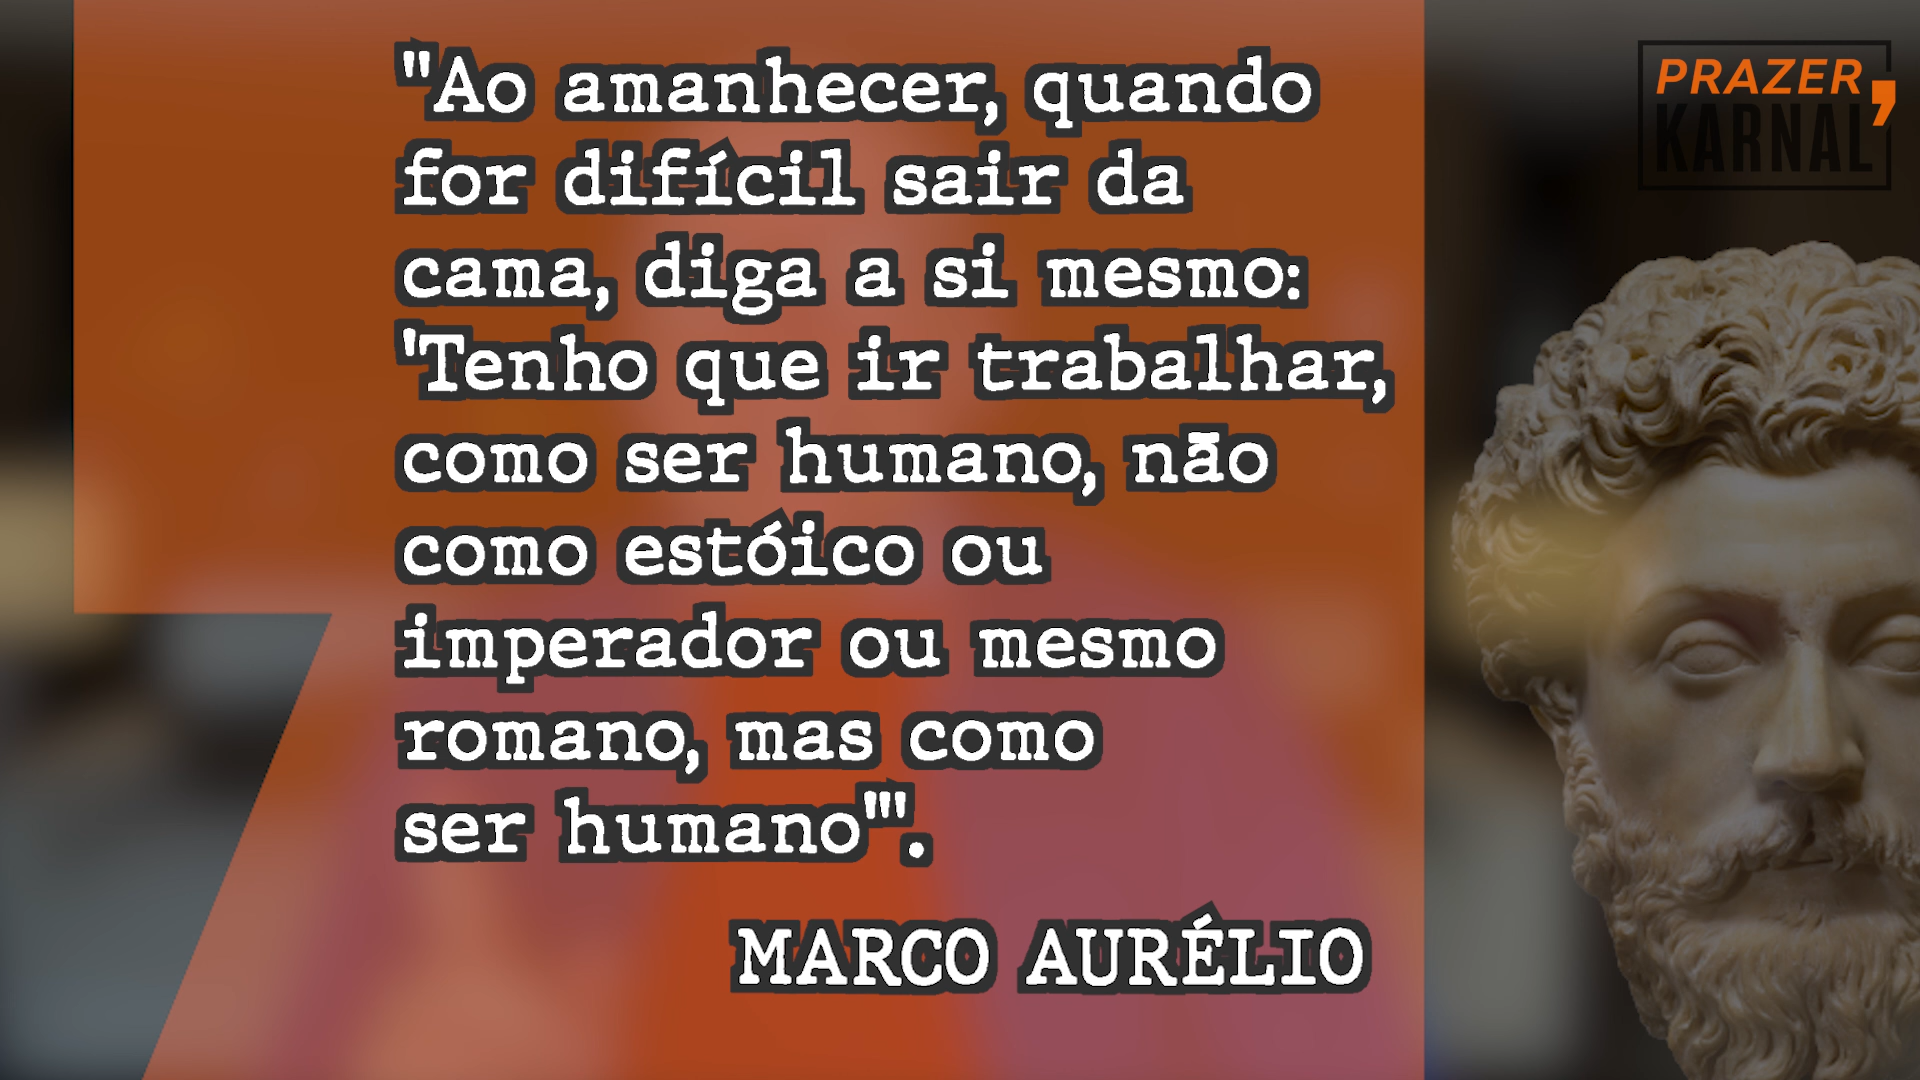 "Ao amanhecer, quando
for difícil sair da
cama, diga a si mesmo:
'Tenho que ir trabalhar,
como ser humano, não
como estóico ou
imperador ou mesmo
romano, mas como
ser humano'".
MARCO AURÉLIO
PRAZER,
KARNAL